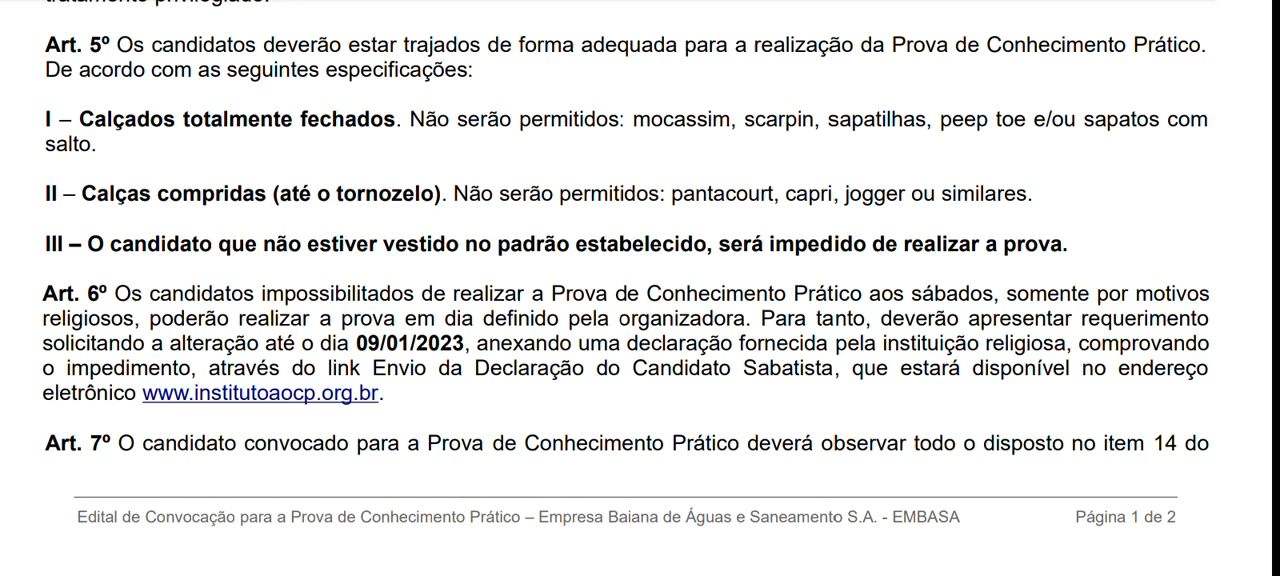 tratamento privilegiado.
Art. 5º Os candidatos deverão estar trajados de forma adequada para a realização da Prova de Conhecimento Prático.
De acordo com as seguintes especificações:
I – Calçados totalmente fechados. Não serão permitidos: mocassim, scarpin, sapatilhas, peep toe e/ou sapatos com
salto.
II – Calças compridas (até o tornozelo). Não serão permitidos: pantacourt, capri, jogger ou similares.
III – O candidato que não estiver vestido no padrão estabelecido, será impedido de realizar a prova.
Art. 6º Os candidatos impossibilitados de realizar a Prova de Conhecimento Prático aos sábados, somente por motivos
religiosos, poderão realizar a prova em dia definido pela organizadora. Para tanto, deverão apresentar requerimento
solicitando a alteração até o dia 09/01/2023, anexando uma declaração fornecida pela instituição religiosa, comprovando
o impedimento, através do link Envio da Declaração do Candidato Sabatista, que estará disponível no endereço
eletrônico www.institutoaocp.org.br.
Art. 7º O candidato convocado para a Prova de Conhecimento Prático deverá observar todo o disposto no item 14 do
Edital de Convocação para a Prova de Conhecimento Prático – Empresa Baiana de Águas e Saneamento S.A. - EMBASA Página 1 de 2